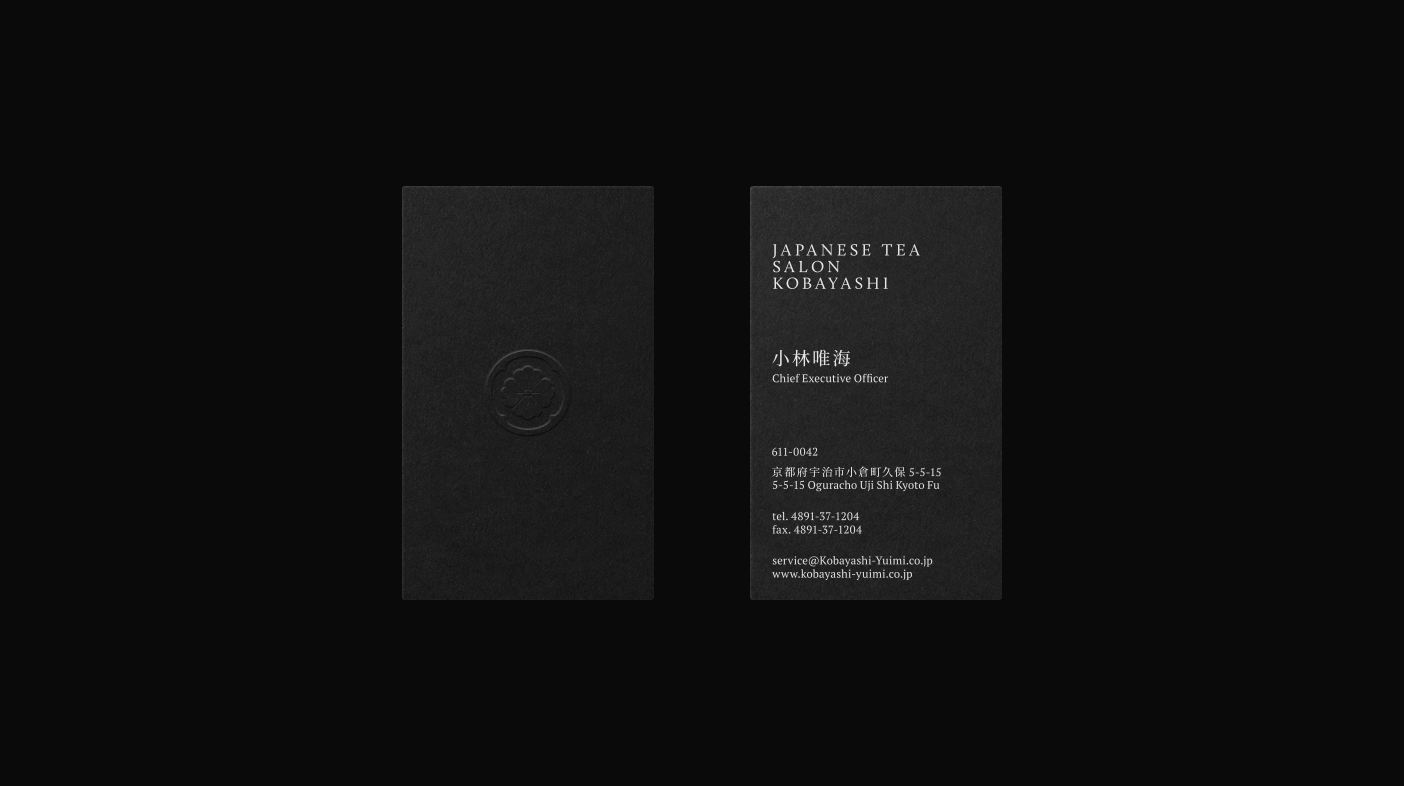 JAPANESE TEA
SALON
KOBAYASHI
小林唯海
Chief Executive Officer
611-0042
京都府宇治市小倉町久保 5-5-15
5-5-15 Oguracho Uji Shi Kyoto Fu
tel. 4891-37-1204
fax. 4891-37-1204
service@Kobayashi-Yuimi.co.jp
www.kobayashi-yuimi.co.jp